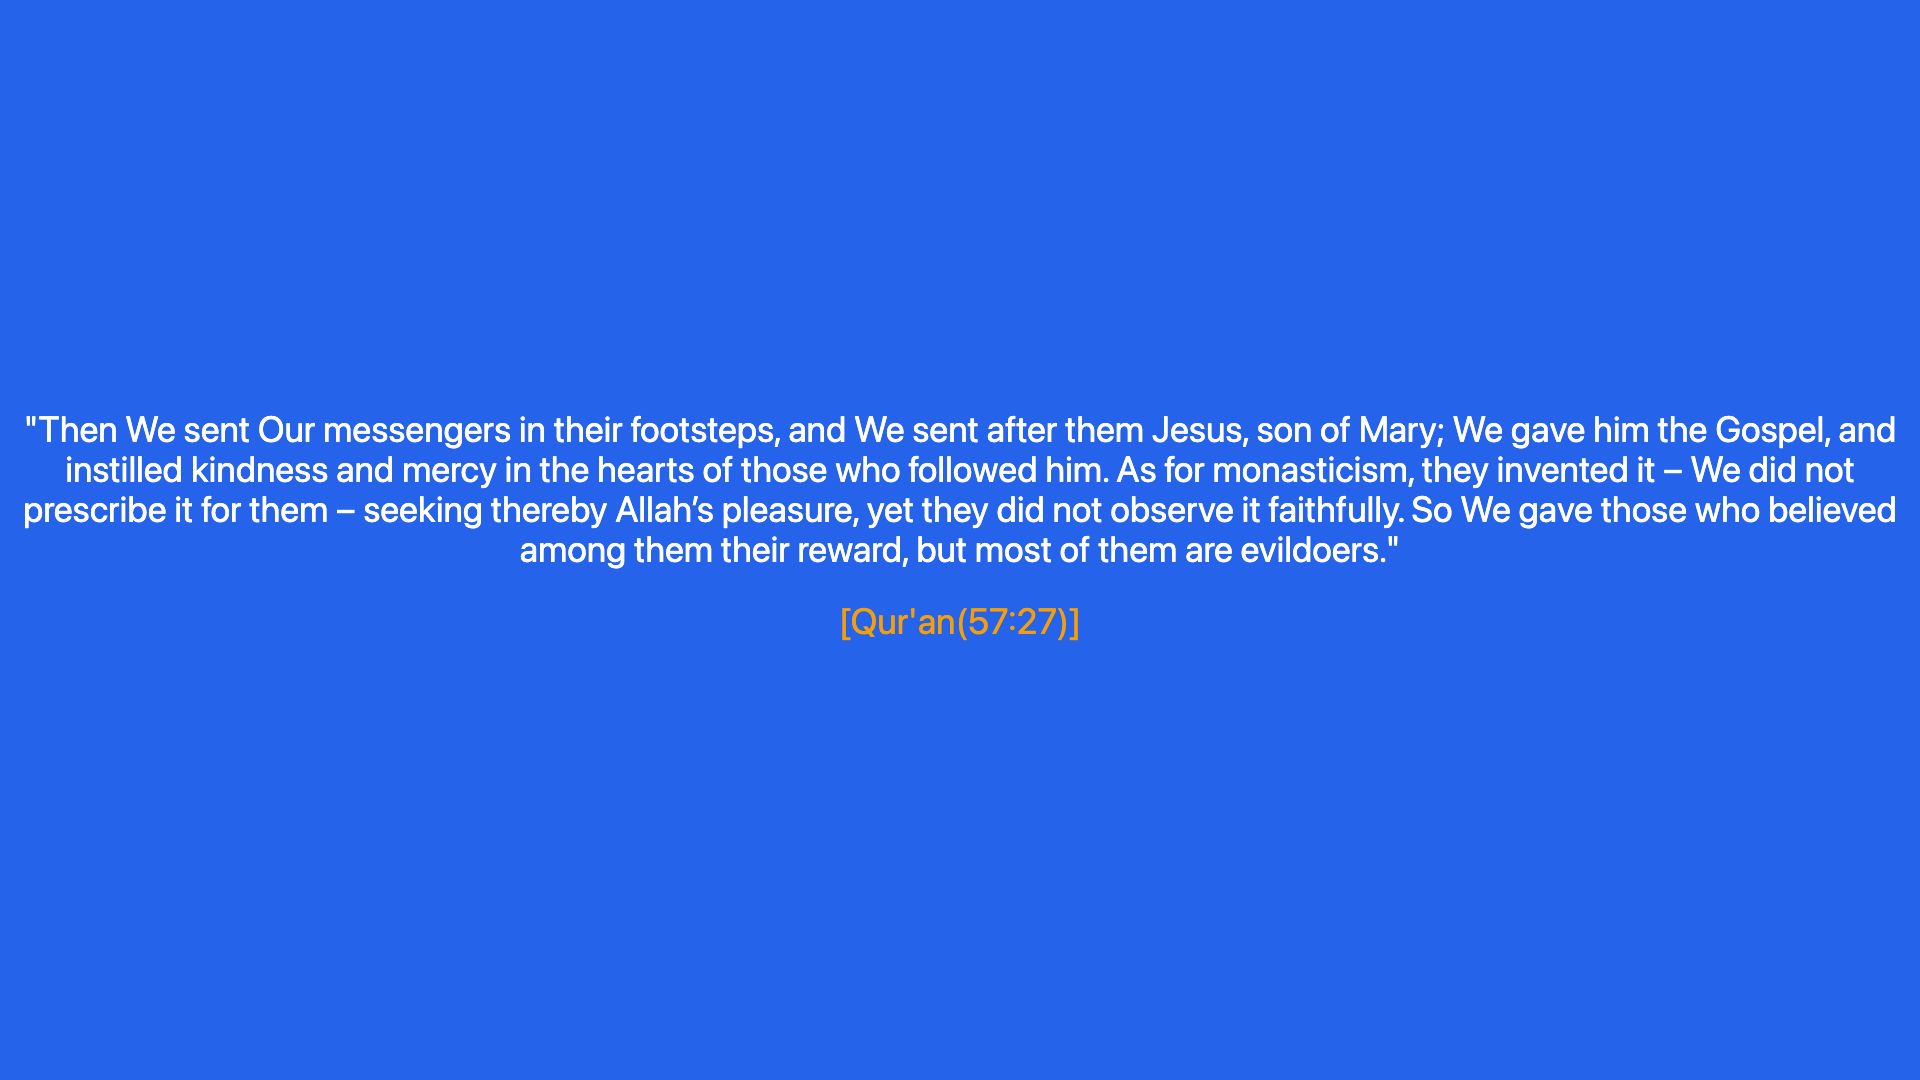 "Then We sent Our messengers in their footsteps, and We sent after them Jesus, son of Mary; We gave him the Gospel, and
instilled kindness and mercy in the hearts of those who followed him. As for monasticism, they invented it – We did not
prescribe it for them – seeking thereby Allah’s pleasure, yet they did not observe it faithfully. So We gave those who believed
among them their reward, but most of them are evildoers."
[Qur'an(57:27)]